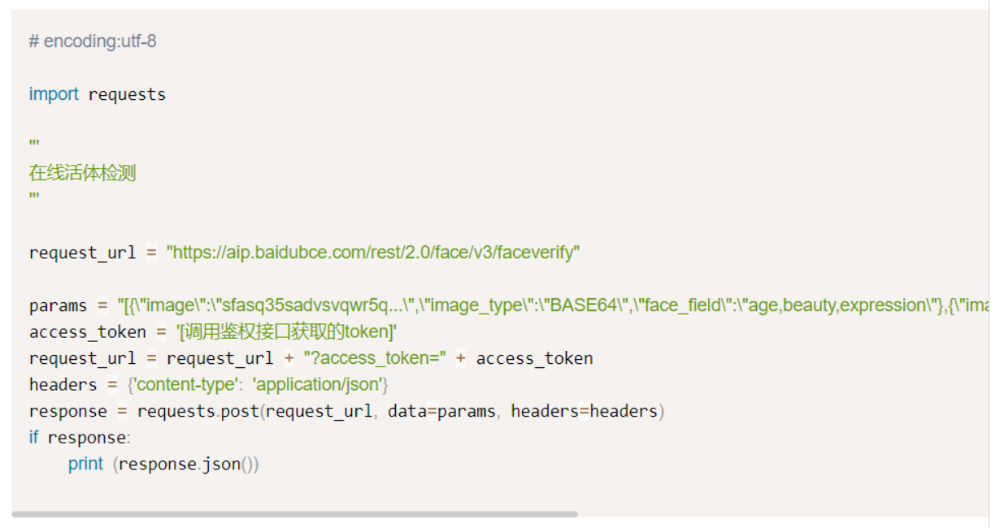 # encoding:utf-8
import requests
'''
在线活体检测
'''
request_url = "https://aip.baidubce.com/rest/2.0/face/v3/faceverify"
params = "[{\"image\":\"sfasq35sadvsvqwr5q...\",\"image_type\":\"BASE64\",\"face_field\":\"age,beauty,expression\"},{\"ima
access_token = '[调用鉴权接口获取的token]'
request_url = request_url + "?access_token=" + access_token
headers = {'content-type': 'application/json'}
response = requests.post(request_url, data=params, headers=headers)
if response:
    print (response.json())